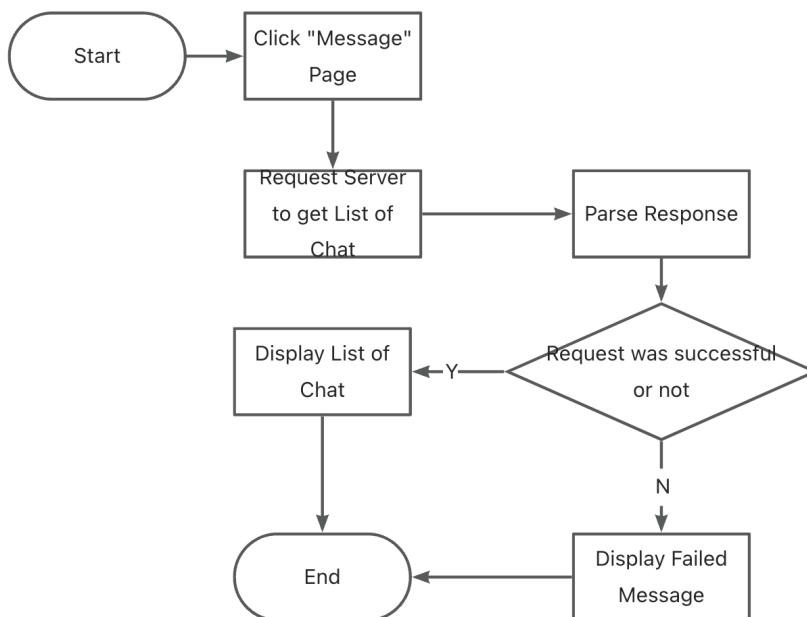 Start
Click "Message"
Page
Request Server
to get List of
Chat
Parse Response
Request was successful
or not
Y
Display List of
Chat
N
Display Failed
Message
End